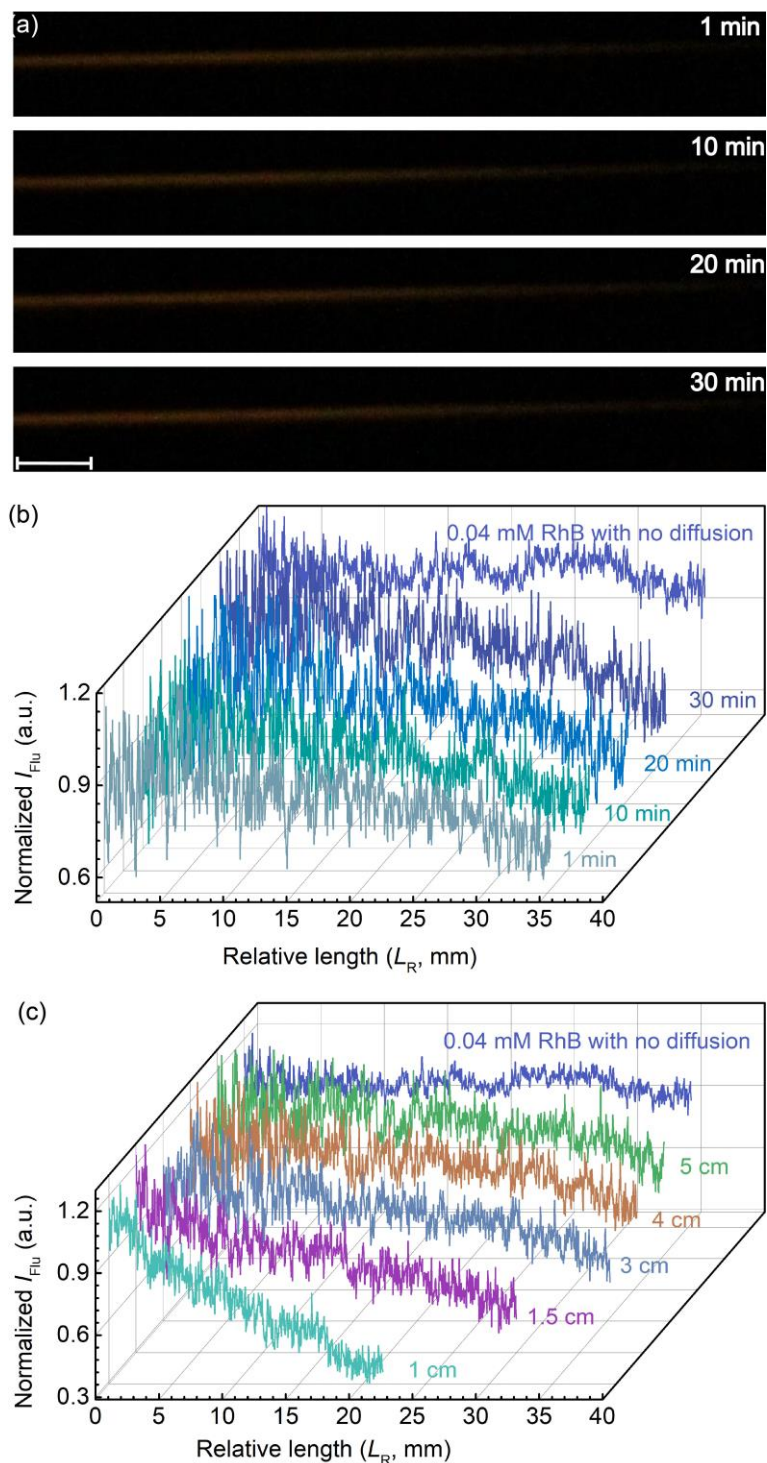 (a)
1 min
10 min
20 min
30 min
(b)
0.04 mM RhB with no diffusion
30 min
20 min
10 min
1 min
1.2
0.9
0.6
Normalized I_Flu (a.u.)
0 5 10 15 20 25 30 35 40
Relative length (L_R, mm)
(c)
0.04 mM RhB with no diffusion
5 cm
4 cm
3 cm
1.5 cm
1 cm
1.2
0.9
0.6
0.3
Normalized I_Flu (a.u.)
0 5 10 15 20 25 30 35 40
Relative length (L_R, mm)